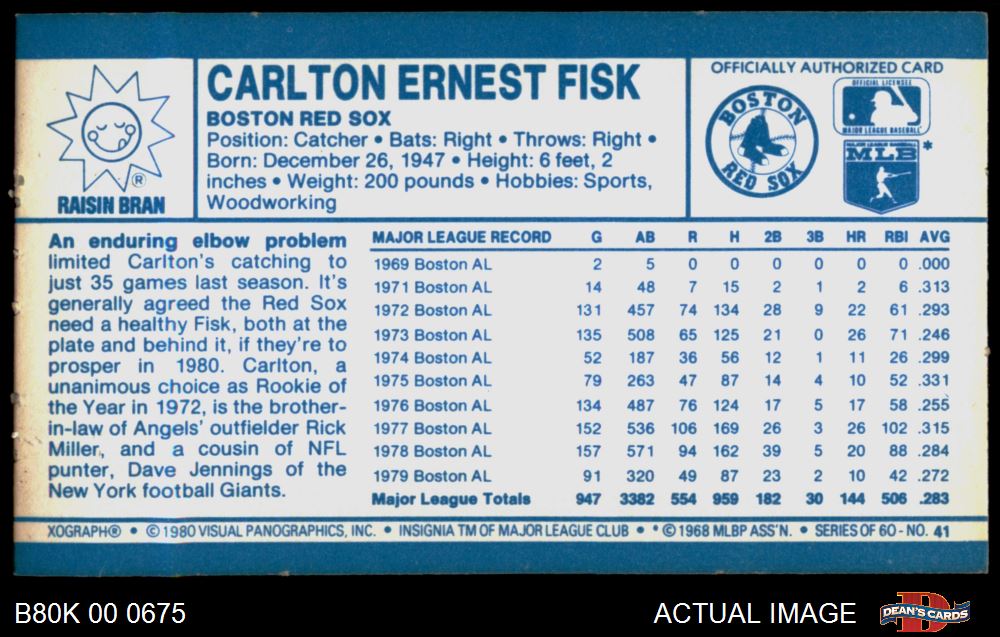 RAISIN BRAN
®
CARLTON ERNEST FISK
BOSTON RED SOX
Position: Catcher • Bats: Right • Throws: Right •
Born: December 26, 1947 • Height: 6 feet, 2
inches • Weight: 200 pounds • Hobbies: Sports,
Woodworking
OFFICIALLY AUTHORIZED CARD
BOSTON
RED SOX
OFFICIAL LICENSEE
MAJOR LEAGUE BASEBALL
MAJOR LEAGUE BASEBALL
MLB *
An enduring elbow problem
limited Carlton's catching to
just 35 games last season. It's
generally agreed the Red Sox
need a healthy Fisk, both at the
plate and behind it, if they're to
prosper in 1980. Carlton, a
unanimous choice as Rookie of
the Year in 1972, is the brother-
in-law of Angels' outfielder Rick
Miller, and a cousin of NFL
punter, Dave Jennings of the
New York football Giants.
MAJOR LEAGUE RECORD G AB R H 2B 3B HR RBI AVG
1969 Boston AL 2 5 0 0 0 0 0 0 .000
1971 Boston AL 14 48 7 15 2 1 2 6 .313
1972 Boston AL 131 457 74 134 28 9 22 61 .293
1973 Boston AL 135 508 65 125 21 0 26 71 .246
1974 Boston AL 52 187 36 56 12 1 11 26 .299
1975 Boston AL 79 263 47 87 14 4 10 52 .331
1976 Boston AL 134 487 76 124 17 5 17 58 .255
1977 Boston AL 152 536 106 169 26 3 26 102 .315
1978 Boston AL 157 571 94 162 39 5 20 88 .284
1979 Boston AL 91 320 49 87 23 2 10 42 .272
Major League Totals 947 3382 554 959 182 30 144 506 .283
XOGRAPH® • © 1980 VISUAL PANOGRAPHICS, INC. • INSIGNIA TM OF MAJOR LEAGUE CLUB • * © 1968 MLBP ASS'N. • SERIES OF 60 - NO. 41
B80K 00 0675
ACTUAL IMAGE
DEAN'S CARDS